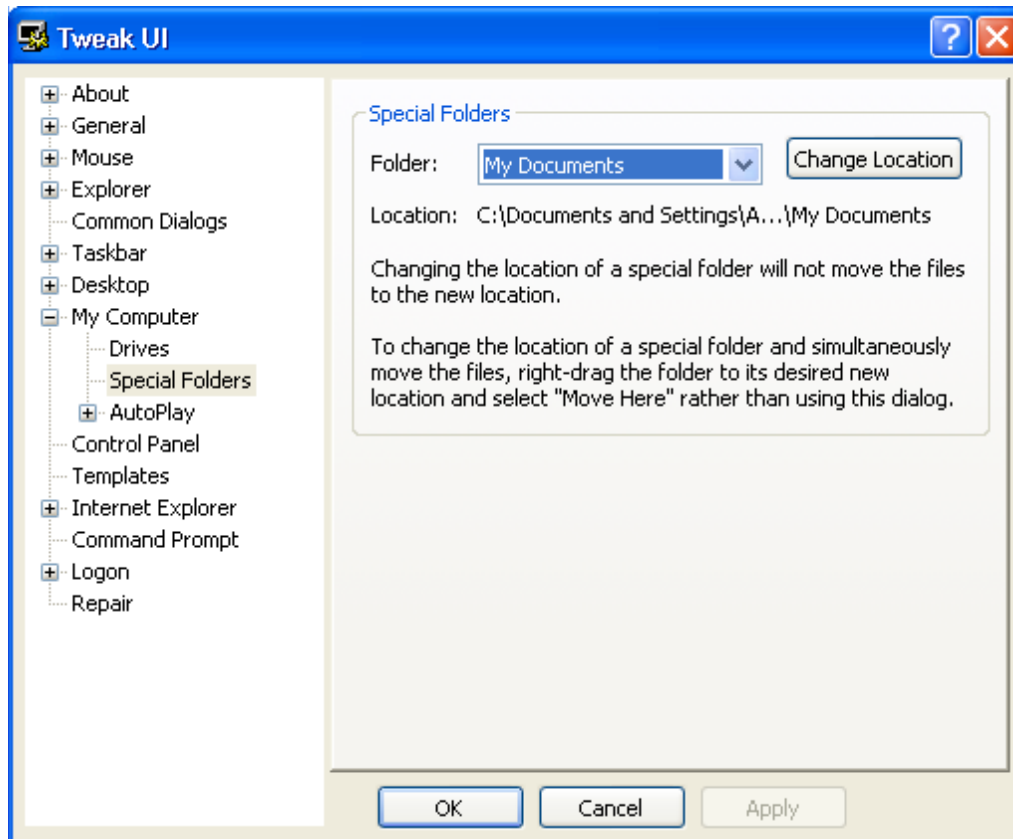 Tweak UI
About
General
Mouse
Explorer
Common Dialogs
Taskbar
Desktop
My Computer
Drives
Special Folders
AutoPlay
Control Panel
Templates
Internet Explorer
Command Prompt
Logon
Repair
Special Folders
Folder: My Documents Change Location
Location: C:\Documents and Settings\A...\My Documents
Changing the location of a special folder will not move the files
to the new location.
To change the location of a special folder and simultaneously
move the files, right-drag the folder to its desired new
location and select "Move Here" rather than using this dialog.
OK Cancel Apply